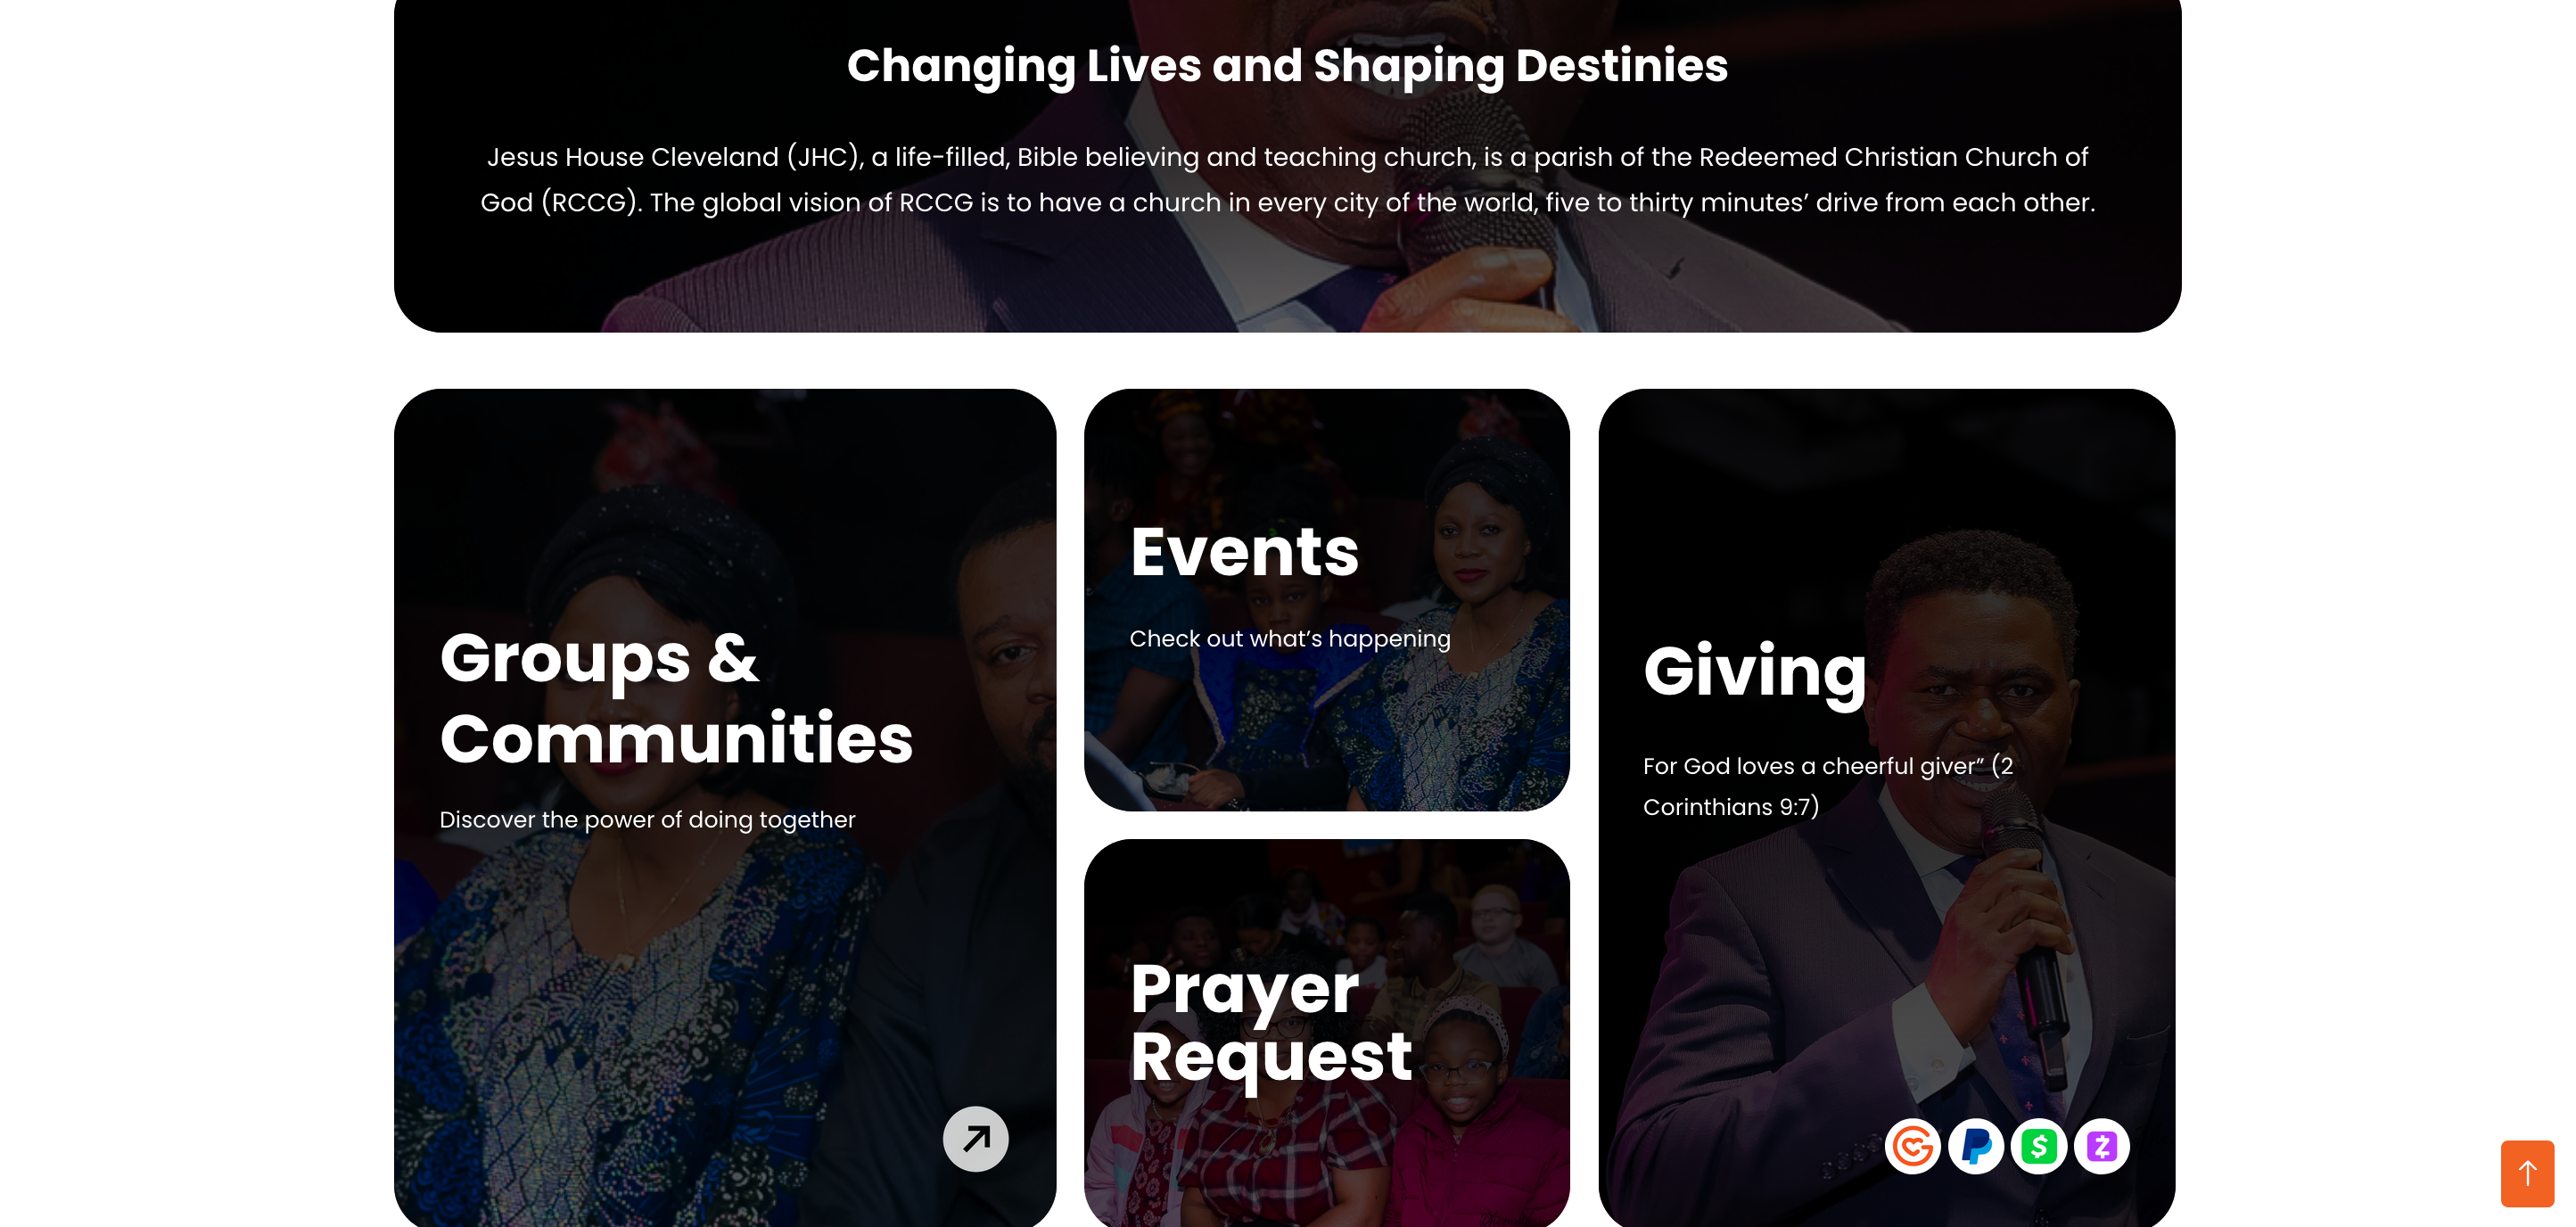 Changing Lives and Shaping Destinies
Jesus House Cleveland (JHC), a life-filled, Bible believing and teaching church, is a parish of the Redeemed Christian Church of
God (RCCG). The global vision of RCCG is to have a church in every city of the world, five to thirty minutes’ drive from each other.
Groups &
Communities
Discover the power of doing together
Events
Check out what’s happening
Prayer
Request
Giving
For God loves a cheerful giver” (2
Corinthians 9:7)